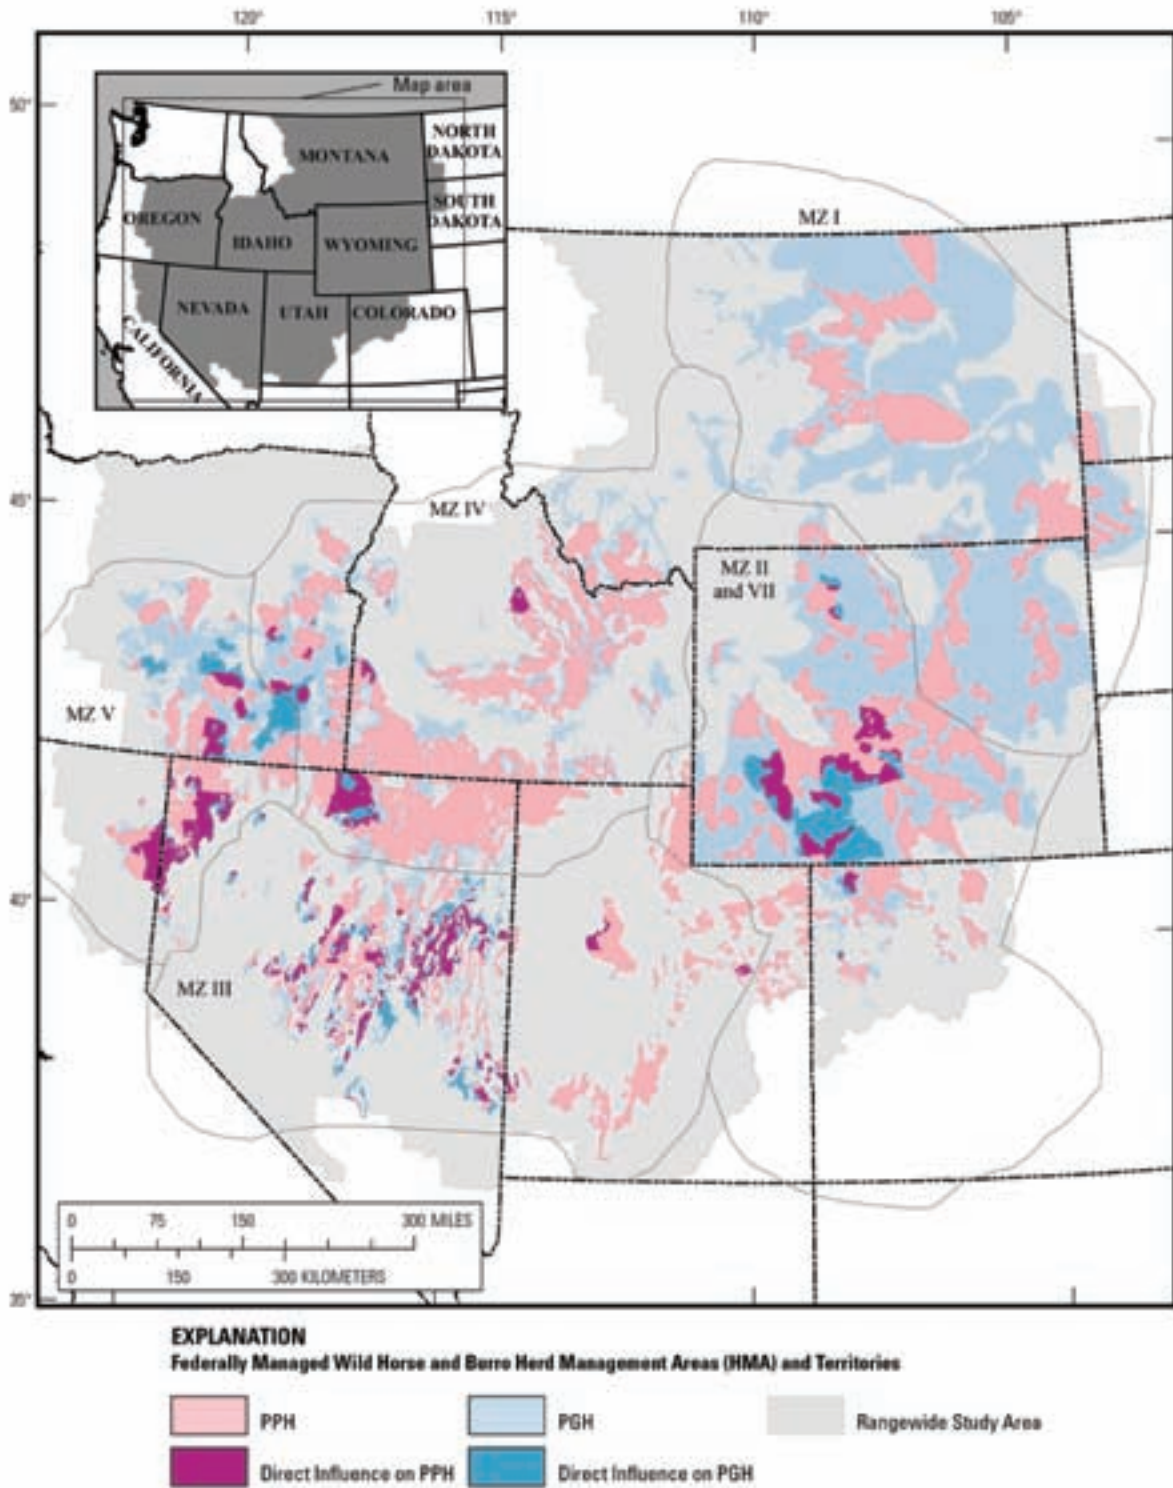 120° 115° 110° 105°
50°
Map area
NORTH
DAKOTA
MONTANA
SOUTH
DAKOTA
OREGON
IDAHO
WYOMING
NEVADA
UTAH
COLORADO
CALIFORNIA
MZ I
45°
MZ IV
MZ II
and VII
MZ V
40°
MZ III
0 75 150 300 MILES
0 150 300 KILOMETERS
35°
EXPLANATION
Federally Managed Wild Horse and Burro Herd Management Areas (HMA) and Territories
PPH PGH Rangewide Study Area
Direct Influence on PPH Direct Influence on PGH